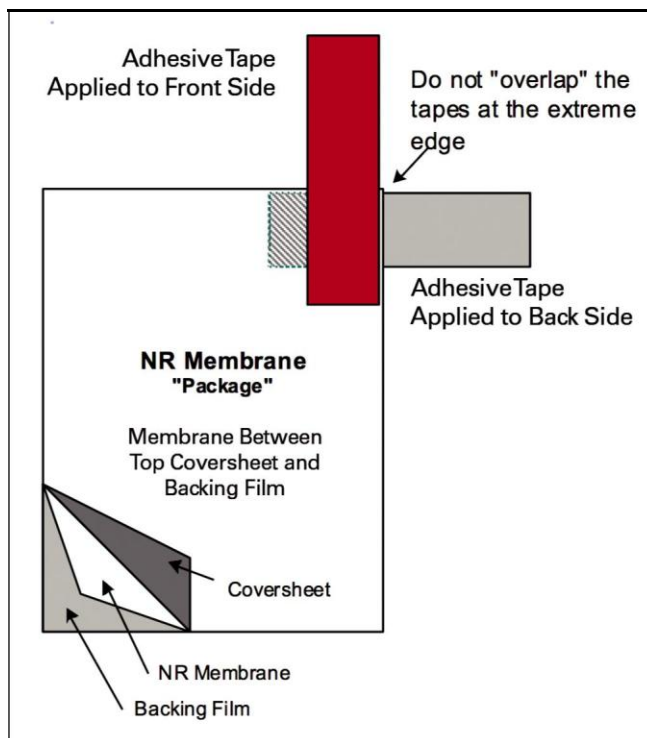 Adhesive Tape
Applied to Front Side
Do not "overlap" the
tapes at the extreme
edge
Adhesive Tape
Applied to Back Side
NR Membrane
"Package"
Membrane Between
Top Coversheet and
Backing Film
Coversheet
NR Membrane
Backing Film